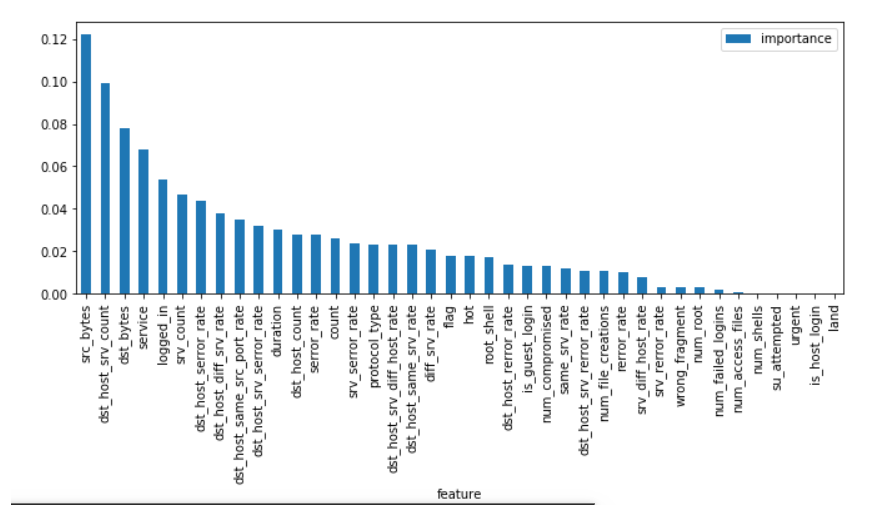 importance
0.12
0.10
0.08
0.06
0.04
0.02
0.00
src_bytes
dst_host_srv_count
dst_bytes
service
logged_in
srv_count
dst_host_serror_rate
dst_host_diff_srv_rate
dst_host_same_src_port_rate
dst_host_srv_serror_rate
duration
dst_host_count
serror_rate
count
srv_serror_rate
protocol_type
dst_host_srv_diff_host_rate
dst_host_same_srv_rate
diff_srv_rate
flag
hot
root_shell
dst_host_rerror_rate
is_guest_login
num_compromised
same_srv_rate
dst_host_srv_rerror_rate
num_file_creations
rerror_rate
srv_diff_host_rate
srv_rerror_rate
wrong_fragment
num_root
num_failed_logins
num_access_files
num_shells
su_attempted
urgent
is_host_login
land
feature